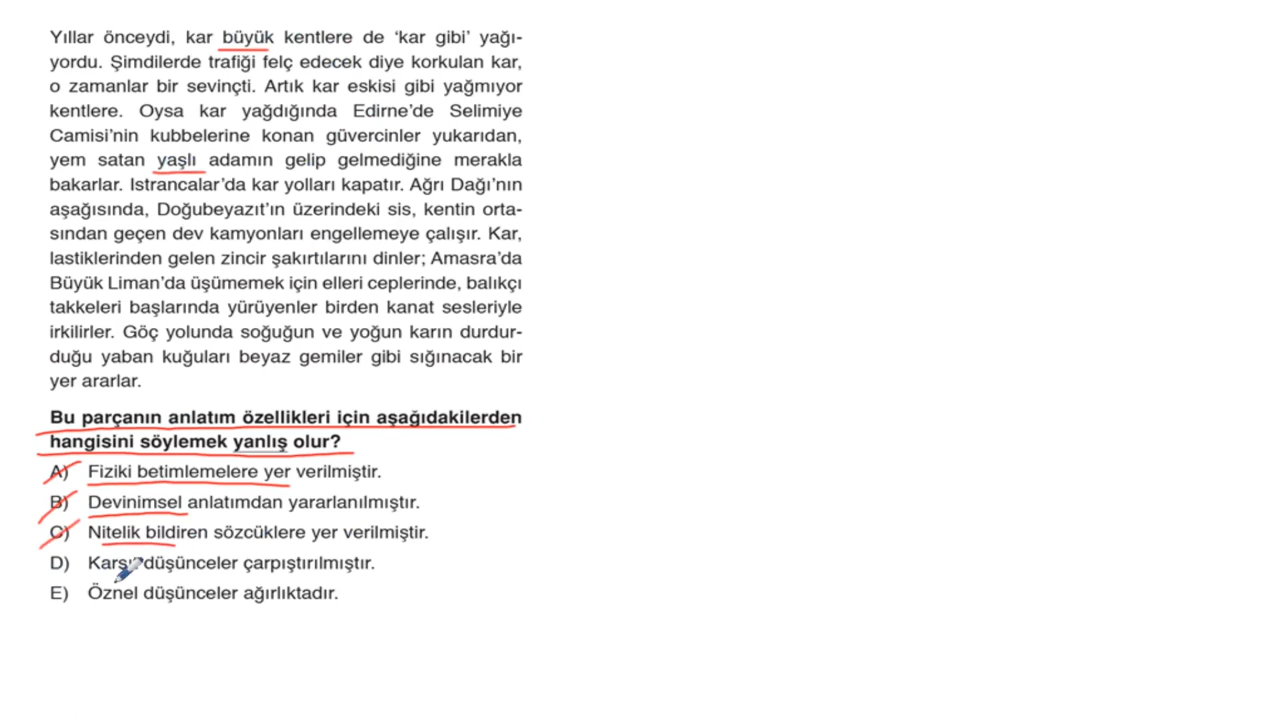 Yıllar önceydi, kar büyük kentlere de ‘kar gibi’ yağı-
yordu. Şimdilerde trafiği felç edecek diye korkulan kar,
o zamanlar bir sevinçti. Artık kar eskisi gibi yağmıyor
kentlere. Oysa kar yağdığında Edirne’de Selimiye
Camisi’nin kubbelerine konan güvercinler yukarıdan,
yem satan yaşlı adamın gelip gelmediğine merakla
bakarlar. Istrancalar’da kar yolları kapatır. Ağrı Dağı’nın
aşağısında, Doğubeyazıt’ın üzerindeki sis, kentin orta-
sından geçen dev kamyonları engellemeye çalışır. Kar,
lastiklerinden gelen zincir şakırtılarını dinler; Amasra’da
Büyük Liman’da üşümemek için elleri ceplerinde, balıkçı
takkeleri başlarında yürüyenler birden kanat sesleriyle
irkilirler. Göç yolunda soğuğun ve yoğun karın durdur-
duğu yaban kuğuları beyaz gemiler gibi sığınacak bir
yer ararlar.
Bu parçanın anlatım özellikleri için aşağıdakilerden
hangisini söylemek yanlış olur?
A) Fiziki betimlemelere yer verilmiştir.
B) Devinimsel anlatımdan yararlanılmıştır.
C) Nitelik bildiren sözcüklere yer verilmiştir.
D) Karşıt düşünceler çarpıştırılmıştır.
E) Öznel düşünceler ağırlıktadır.